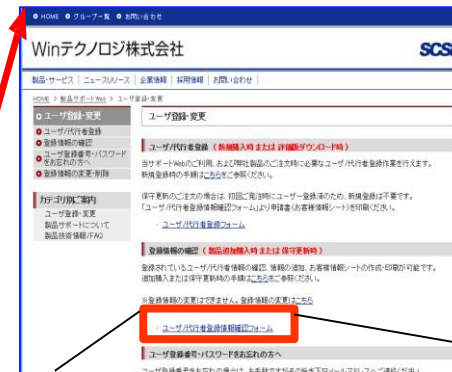 HOME グループ一覧 お問い合わせ
Winテクノロジ株式会社
SCS
製品・サービス | ニュースリリース | 企業情報 | 採用情報 | お問い合わせ
HOME > 製品サポートWeb > ユーザ登録・変更
ユーザ登録・変更
ユーザ/代行者登録
登録情報の確認
ユーザ登録番号・パスワードをお忘れの方へ
登録情報の変更・削除
カテゴリ別ご案内
ユーザ登録・変更
製品サポートについて
製品技術情報/FAQ
ユーザ登録・変更
ユーザ/代行者登録 (新規購入時 または 評価版ダウンロード時)
当サポートWebのご利用、および弊社製品のご注文時に必要なユーザ/代行者登録作業を行えます。
新規登録時の手順はこちらをご参照ください。
保守更新のご注文の場合は、初回ご発注時にユーザー登録済のため、新規登録は不要です。
「ユーザ/代行者登録情報確認フォーム」より申請書(お客様情報シート)を印刷ください。
・ユーザ/代行者登録フォーム
登録情報の確認 (製品追加購入時 または 保守更新時)
登録されているユーザ/代行者情報の確認、情報の追加、お客様情報シートの作成・印刷が可能です。
追加購入または保守更新時の手順はこちらをご参照ください。
※登録情報の変更はできません。登録情報の変更はこちら
・ユーザ/代行者登録情報確認フォーム
ユーザ登録番号・パスワードをお忘れの方へ